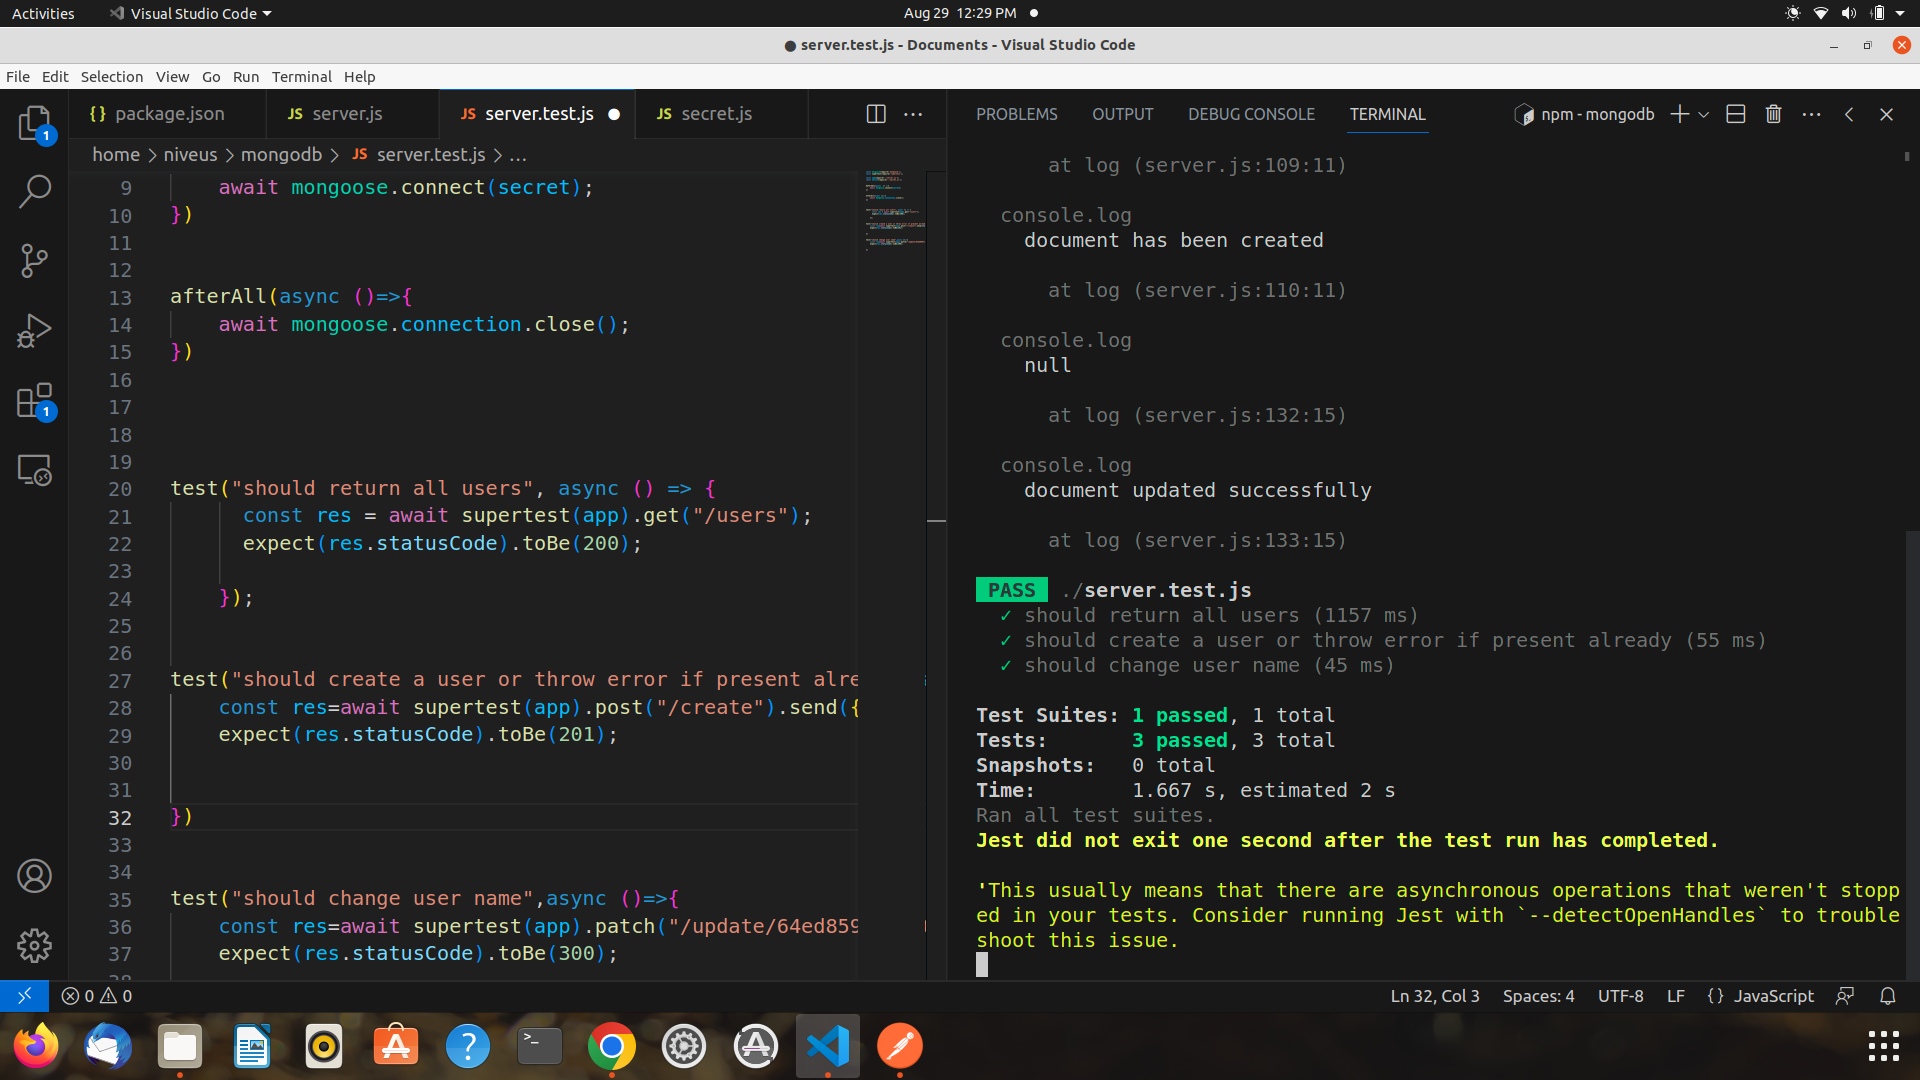 Activities
Visual Studio Code
Aug 29 12:29 PM
● server.test.js - Documents - Visual Studio Code
File Edit Selection View Go Run Terminal Help
{} package.json
JS server.js
JS server.test.js
JS secret.js
home > niveus > mongodb > JS server.test.js > ...
9 await mongoose.connect(secret);
10 })
11
12
13 afterAll(async ()=>{
14 await mongoose.connection.close();
15 })
16
17
18
19
20 test("should return all users", async () => {
21 const res = await supertest(app).get("/users");
22 expect(res.statusCode).toBe(200);
23
24 });
25
26
27 test("should create a user or throw error if present alre
28 const res=await supertest(app).post("/create").send({
29 expect(res.statusCode).toBe(201);
30
31
32 })
33
34
35 test("should change user name",async ()=>{
36 const res=await supertest(app).patch("/update/64ed859
37 expect(res.statusCode).toBe(300);
38
PROBLEMS OUTPUT DEBUG CONSOLE TERMINAL
npm - mongodb
at log (server.js:109:11)
console.log
document has been created
at log (server.js:110:11)
console.log
null
at log (server.js:132:15)
console.log
document updated successfully
at log (server.js:133:15)
PASS ./server.test.js
✓ should return all users (1157 ms)
✓ should create a user or throw error if present already (55 ms)
✓ should change user name (45 ms)
Test Suites: 1 passed, 1 total
Tests: 3 passed, 3 total
Snapshots: 0 total
Time: 1.667 s, estimated 2 s
Ran all test suites.
Jest did not exit one second after the test run has completed.
'This usually means that there are asynchronous operations that weren't stopp
ed in your tests. Consider running Jest with `--detectOpenHandles` to trouble
shoot this issue.
1
1
0 0
Ln 32, Col 3 Spaces: 4 UTF-8 LF {} JavaScript